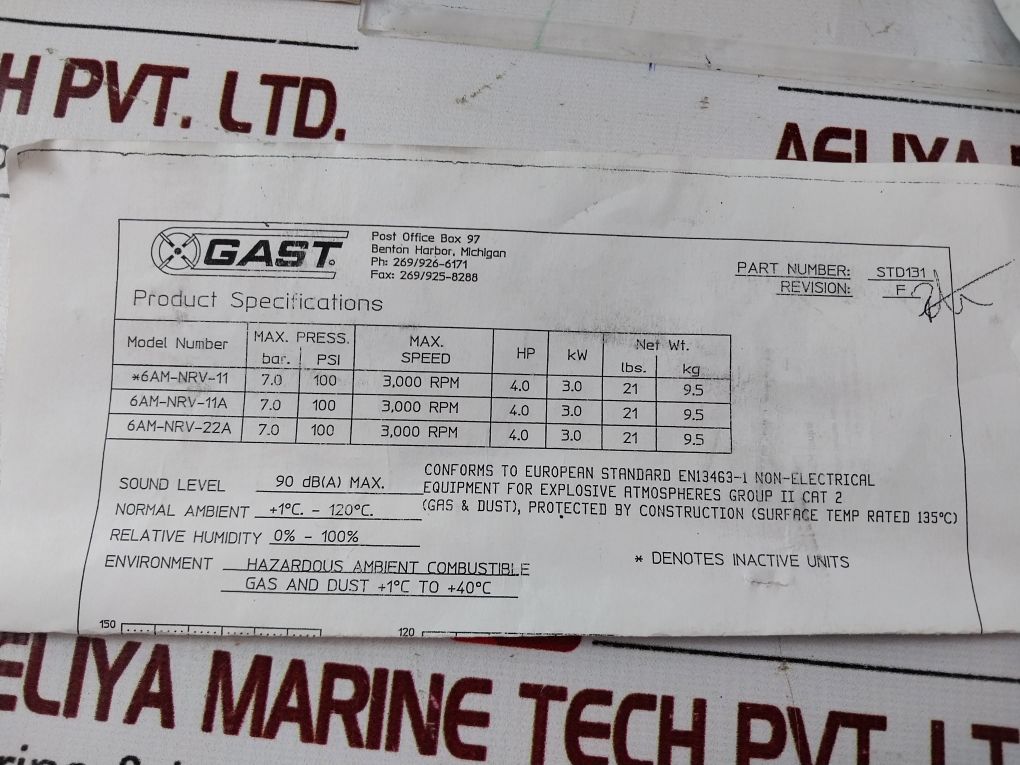 H PVT. LTD.
AELIYA
GAST
Post Office Box 97
Benton Harbor, Michigan
Ph: 269/926-6171
Fax: 269/925-8288
PART NUMBER: STD131
REVISION: F
Product Specifications
Model Number MAX. PRESS. MAX. SPEED HP kW Net Wt.
bar. PSI lbs. kg
*6AM-NRV-11 7.0 100 3,000 RPM 4.0 3.0 21 9.5
6AM-NRV-11A 7.0 100 3,000 RPM 4.0 3.0 21 9.5
6AM-NRV-22A 7.0 100 3,000 RPM 4.0 3.0 21 9.5
SOUND LEVEL 90 dB(A) MAX.
NORMAL AMBIENT +1°C. - 120°C.
RELATIVE HUMIDITY 0% - 100%
ENVIRONMENT HAZARDOUS AMBIENT COMBUSTIBLE
GAS AND DUST +1°C TO +40°C
CONFORMS TO EUROPEAN STANDARD EN13463-1 NON-ELECTRICAL
EQUIPMENT FOR EXPLOSIVE ATMOSPHERES GROUP II CAT 2
(GAS & DUST), PROTECTED BY CONSTRUCTION (SURFACE TEMP RATED 135°C)
* DENOTES INACTIVE UNITS
150
120
ELIYA MARINE TECH PVT. LT